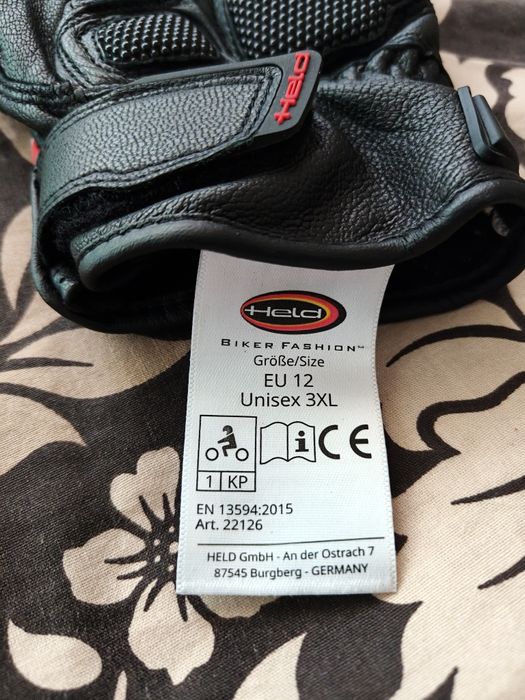 Held
Held
BIKER FASHION™
Größe/Size
EU 12
Unisex 3XL
i CE
1 KP
EN 13594:2015
Art. 22126
HELD GmbH - An der Ostrach 7
87545 Burgberg - GERMANY